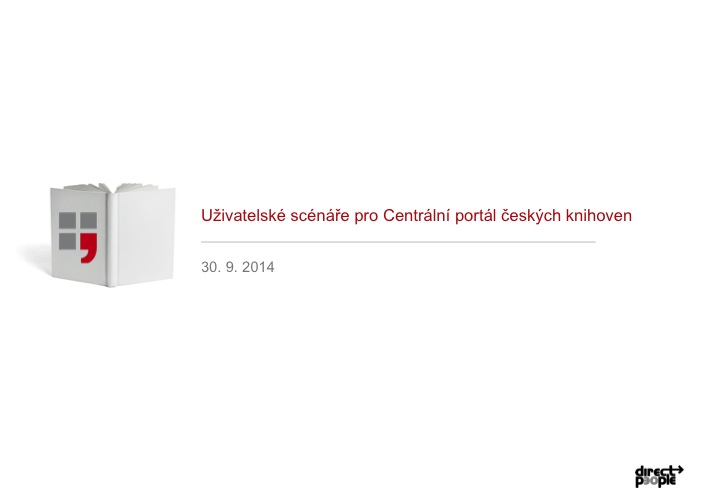 Uživatelské scénáře pro Centrální portál českých knihoven
30. 9. 2014
direct
people